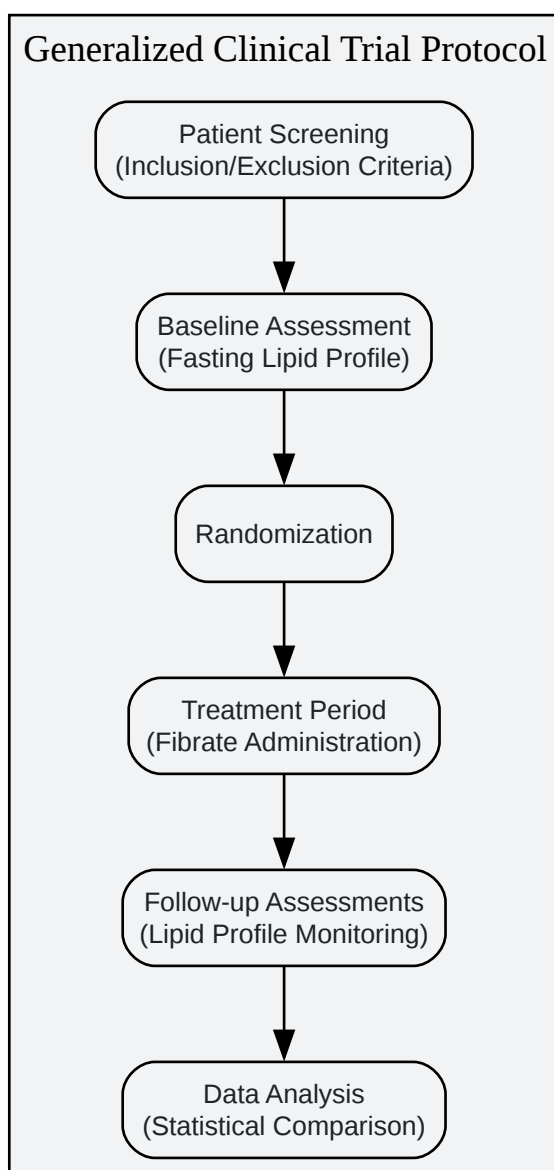 Generalized Clinical Trial Protocol
Patient Screening
(Inclusion/Exclusion Criteria)
Baseline Assessment
(Fasting Lipid Profile)
Randomization
Treatment Period
(Fibrate Administration)
Follow-up Assessments
(Lipid Profile Monitoring)
Data Analysis
(Statistical Comparison)